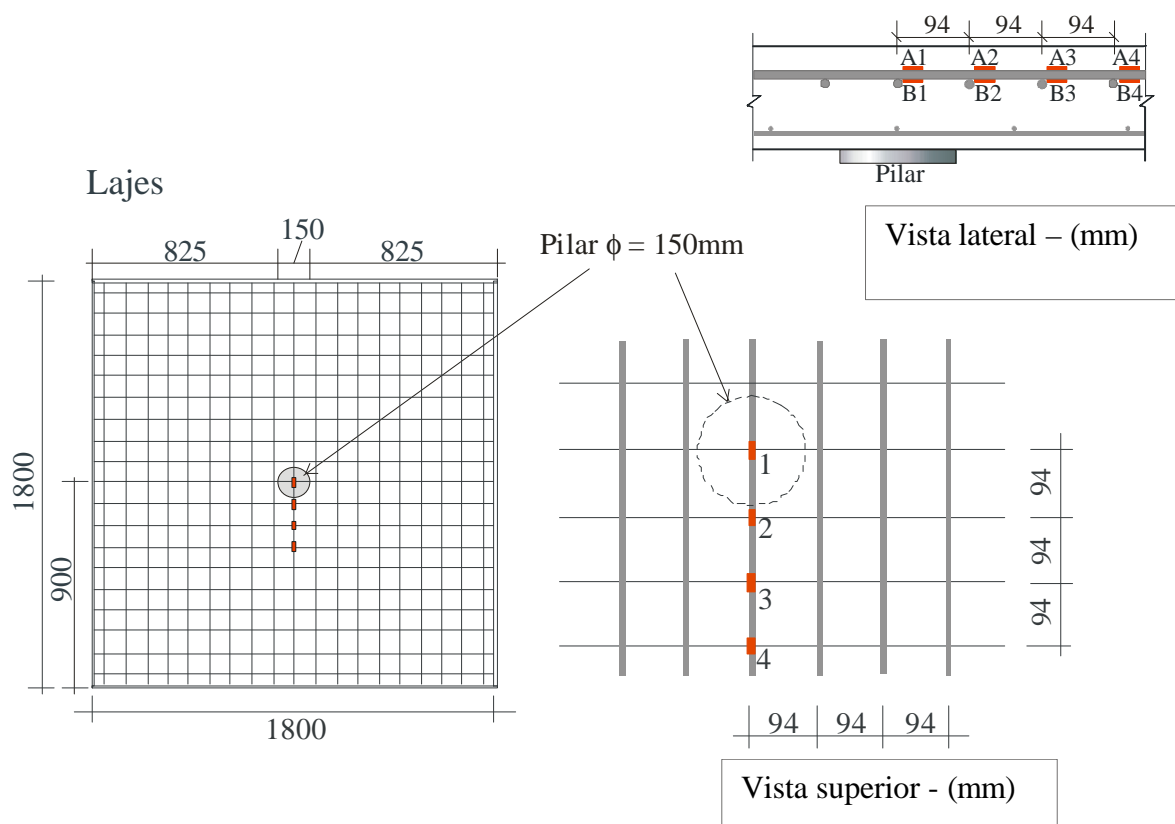 94 94 94
A1 A2 A3 A4
B1 B2 B3 B4
Pilar
Vista lateral – (mm)
Lajes
825 150 825
Pilar ϕ = 150mm
1800
900
1800
1
2
3
4
94
94
94
94 94 94
Vista superior - (mm)